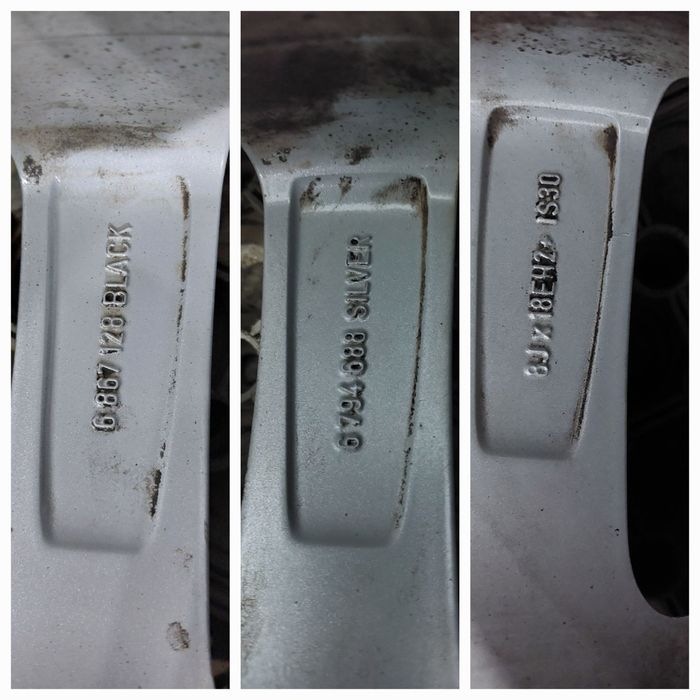 6 867 128 BLACK
6 794 688 SILVER
8J x 18EH2+ IS30